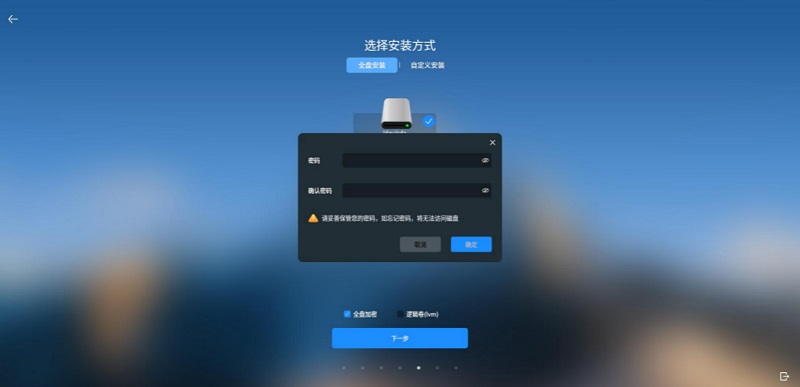 选择安装方式
全盘安装 | 自定义安装
密码
确认密码
请妥善保管您的密码，如忘记密码，将无法访问磁盘
取消 确定
全盘加密 逻辑卷(lvm)
下一步